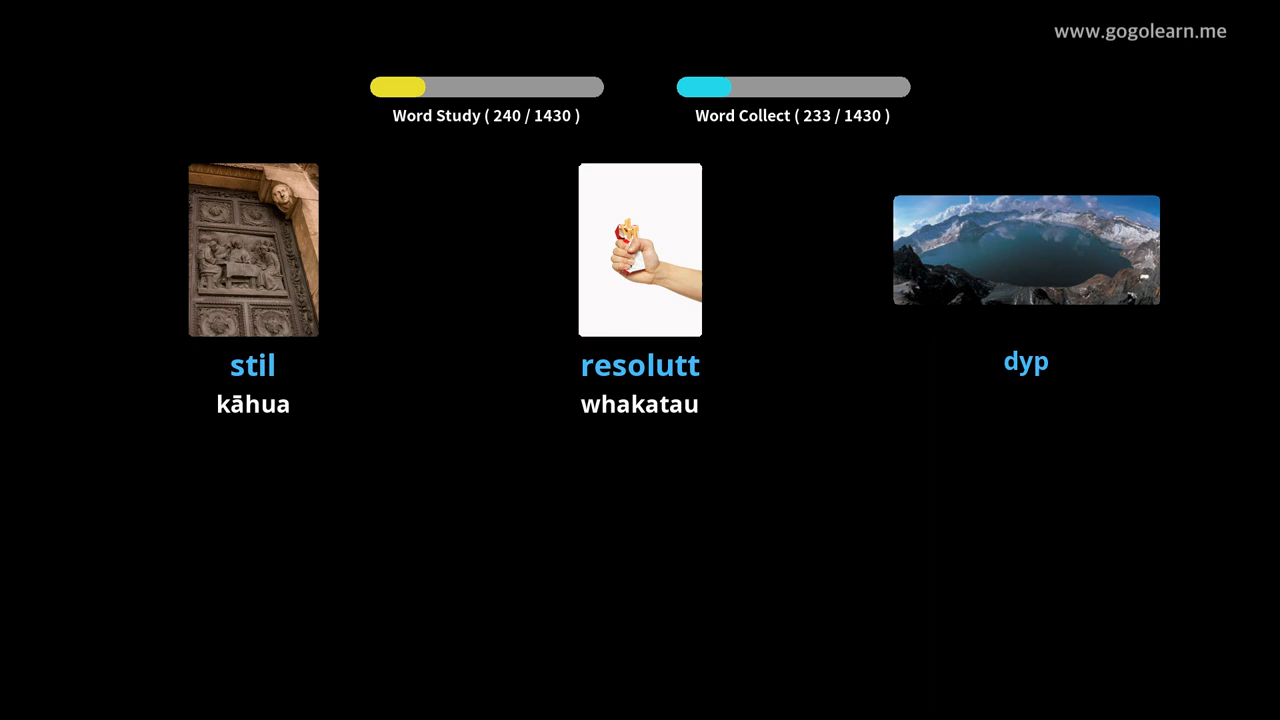 www.gogolearn.me
Word Study ( 240 / 1430 )
Word Collect ( 233 / 1430 )
stil
kāhua
resolutt
whakatau
dyp